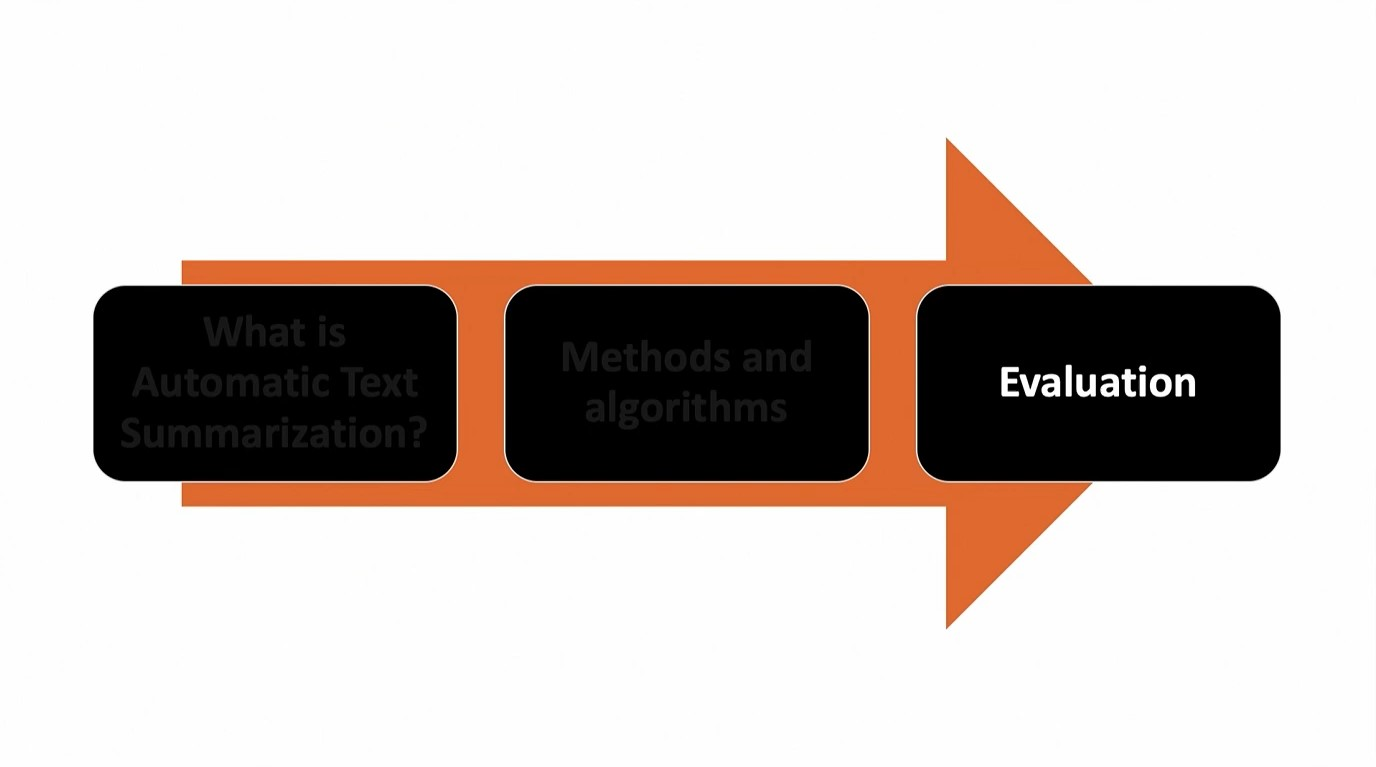 What is
Automatic Text
Summarization?
Methods and
algorithms
Evaluation